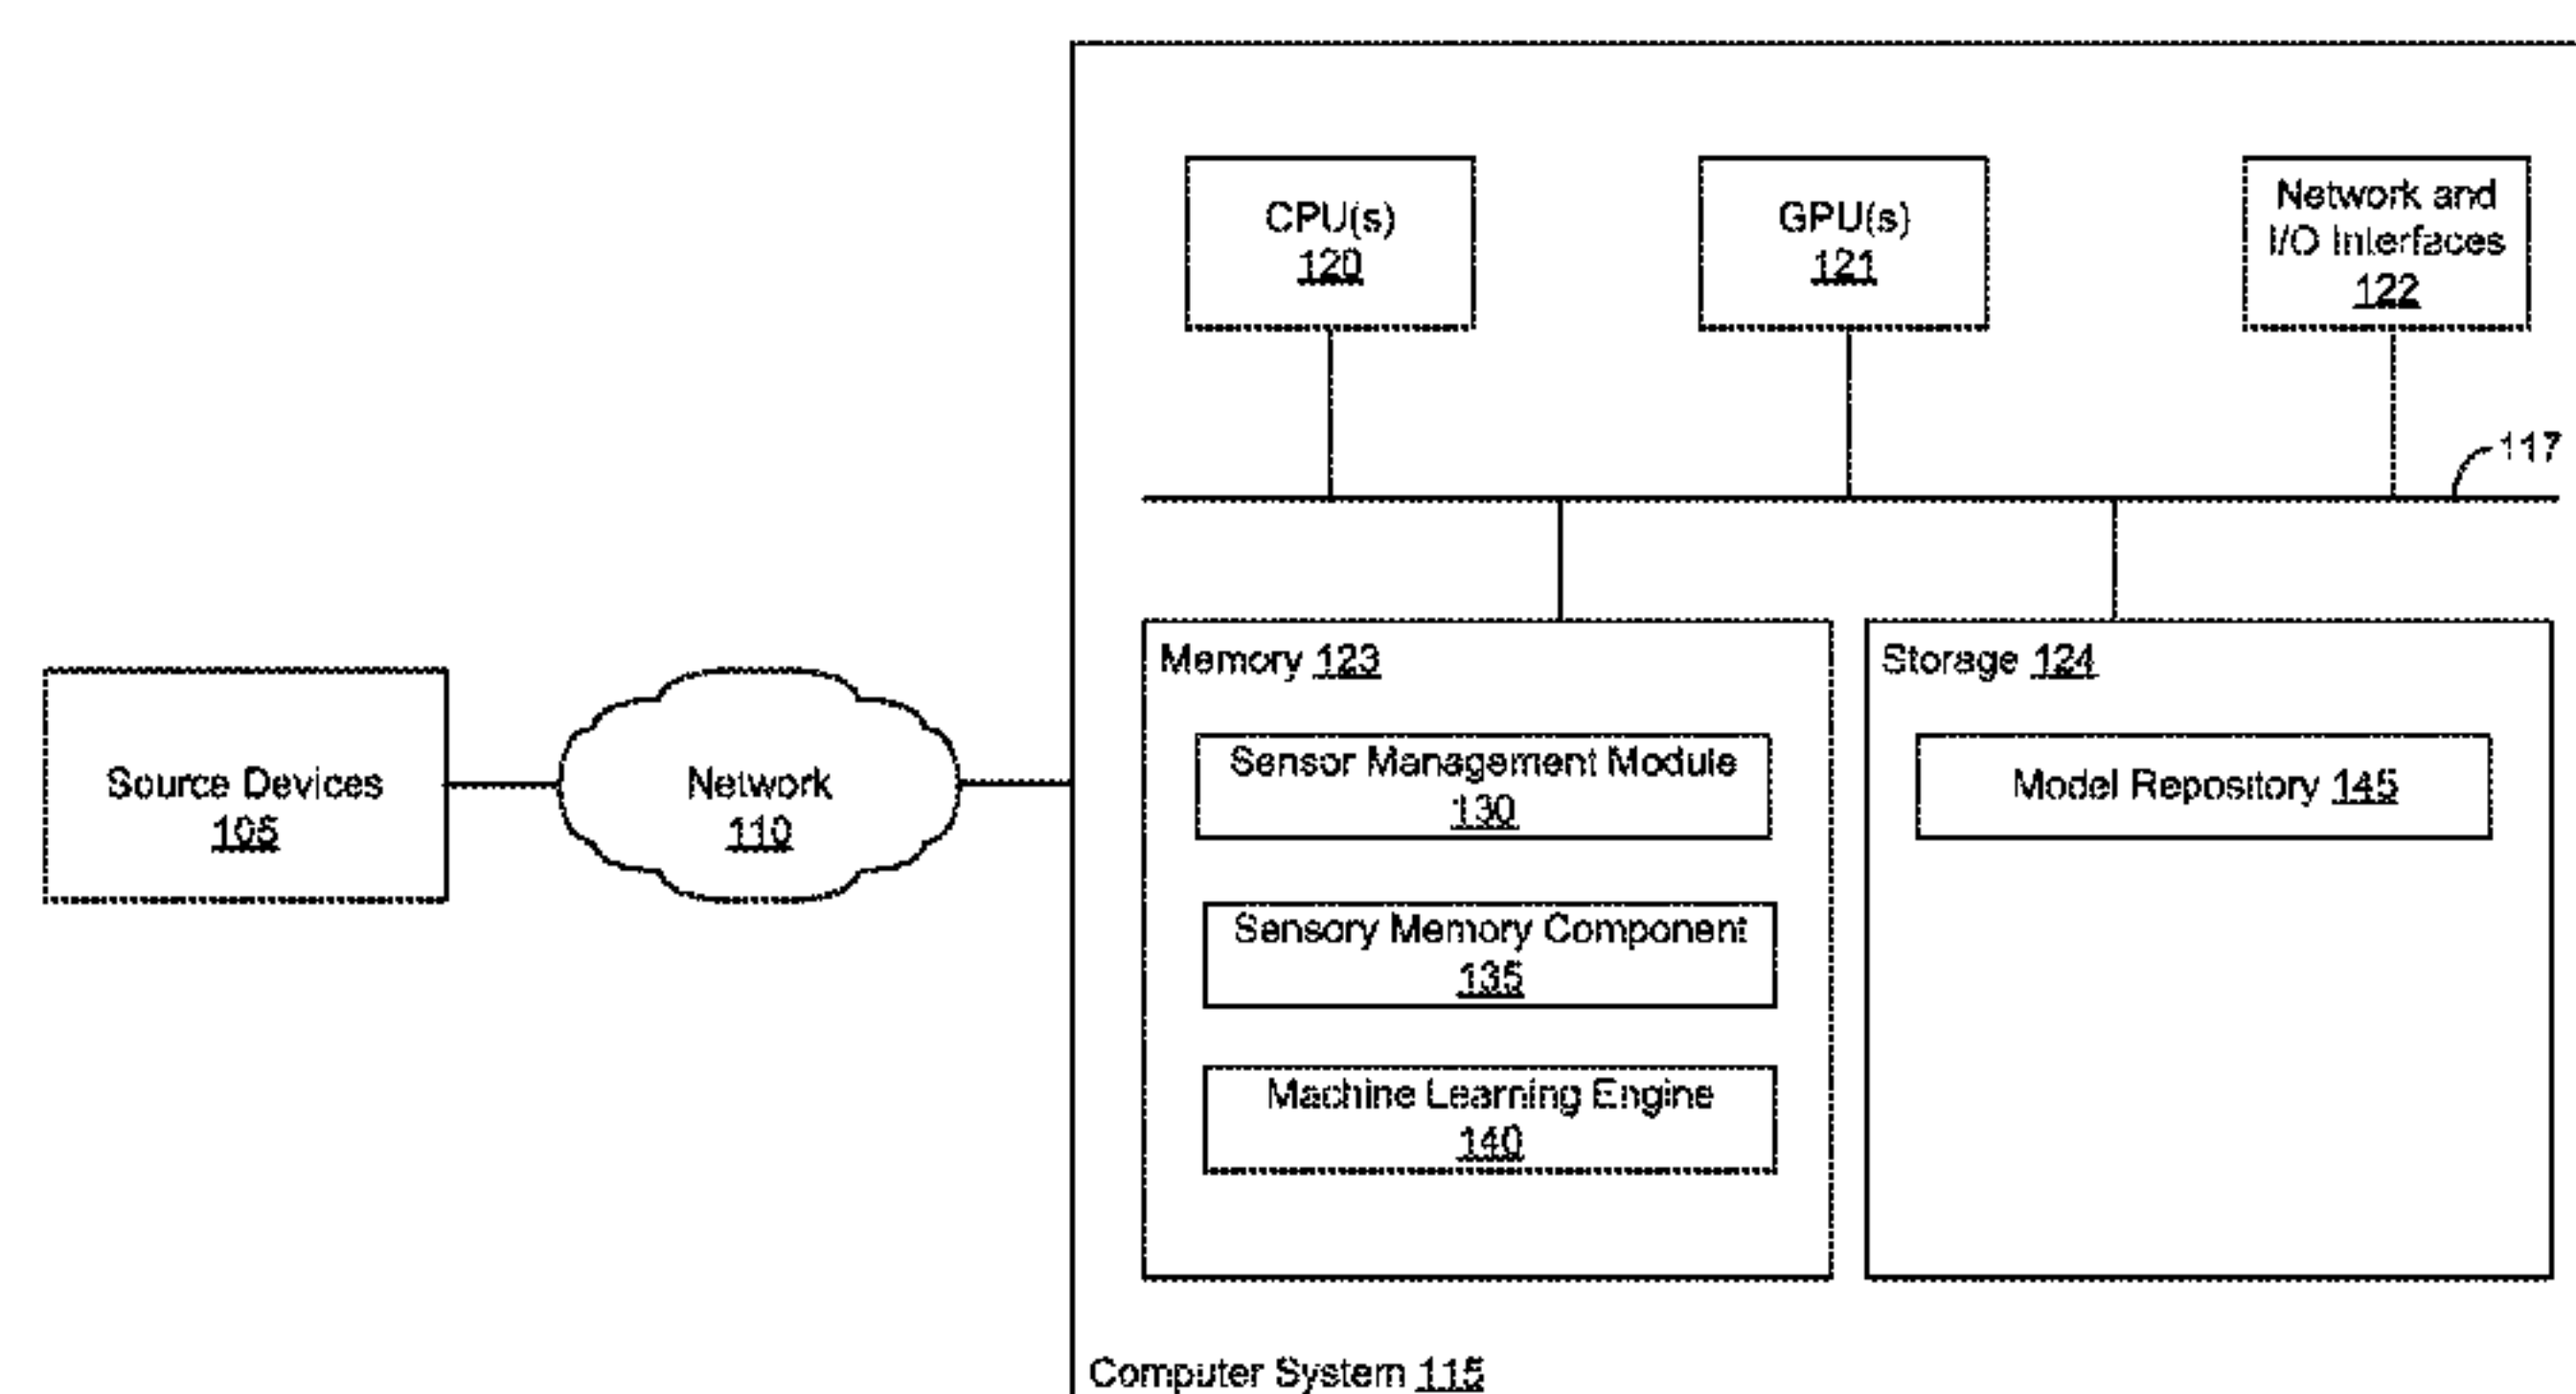 CPU(s)
120
GPU(s)
121
Network and
I/O Interfaces
122
117
Memory 123
Storage 124
Source Devices
105
Network
110
Sensor Management Module
130
Model Repository 145
Sensory Memory Component
135
Machine Learning Engine
140
Computer System 115